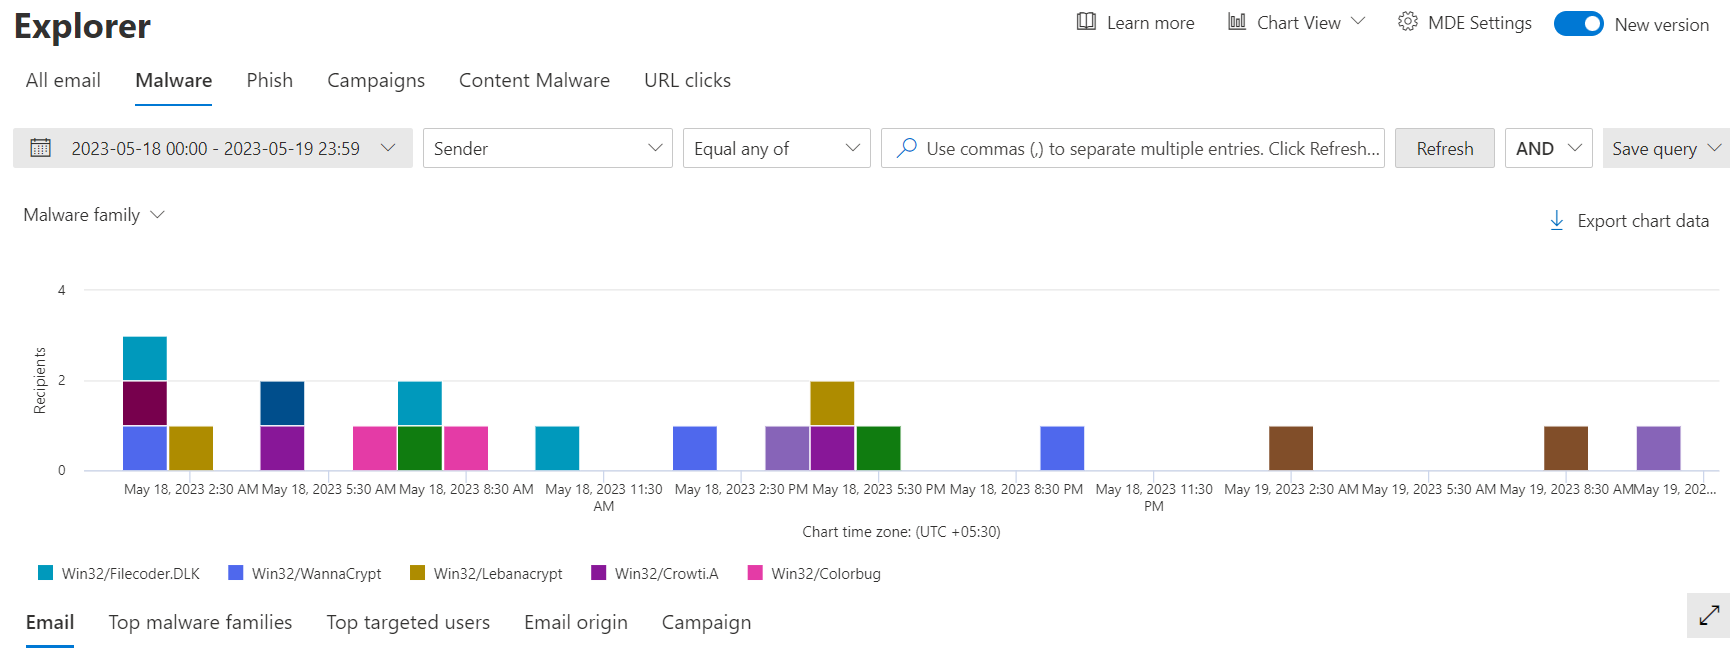 Explorer
Learn more
Chart View
MDE Settings
New version
All email
Malware
Phish
Campaigns
Content Malware
URL clicks
2023-05-18 00:00 - 2023-05-19 23:59
Sender
Equal any of
Use commas (,) to separate multiple entries. Click Refresh...
Refresh
AND
Save query
Malware family
Export chart data
Recipients
4
2
0
May 18, 2023 2:30 AM
May 18, 2023 5:30 AM
May 18, 2023 8:30 AM
May 18, 2023 11:30
AM
May 18, 2023 2:30 PM
May 18, 2023 5:30 PM
May 18, 2023 8:30 PM
May 18, 2023 11:30
PM
May 19, 2023 2:30 AM
May 19, 2023 5:30 AM
May 19, 2023 8:30 AM
May 19, 202...
Chart time zone: (UTC +05:30)
Win32/Filecoder.DLK
Win32/WannaCrypt
Win32/Lebanacrypt
Win32/Crowti.A
Win32/Colorbug
Email
Top malware families
Top targeted users
Email origin
Campaign